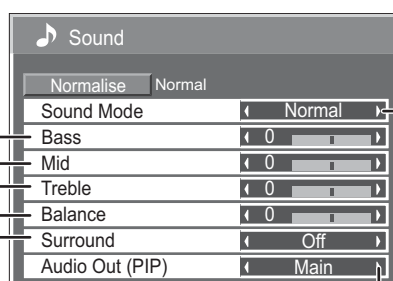 Sound
Normalise Normal
Sound Mode Normal
Bass 0
Mid 0
Treble 0
Balance 0
Surround Off
Audio Out (PIP) Main